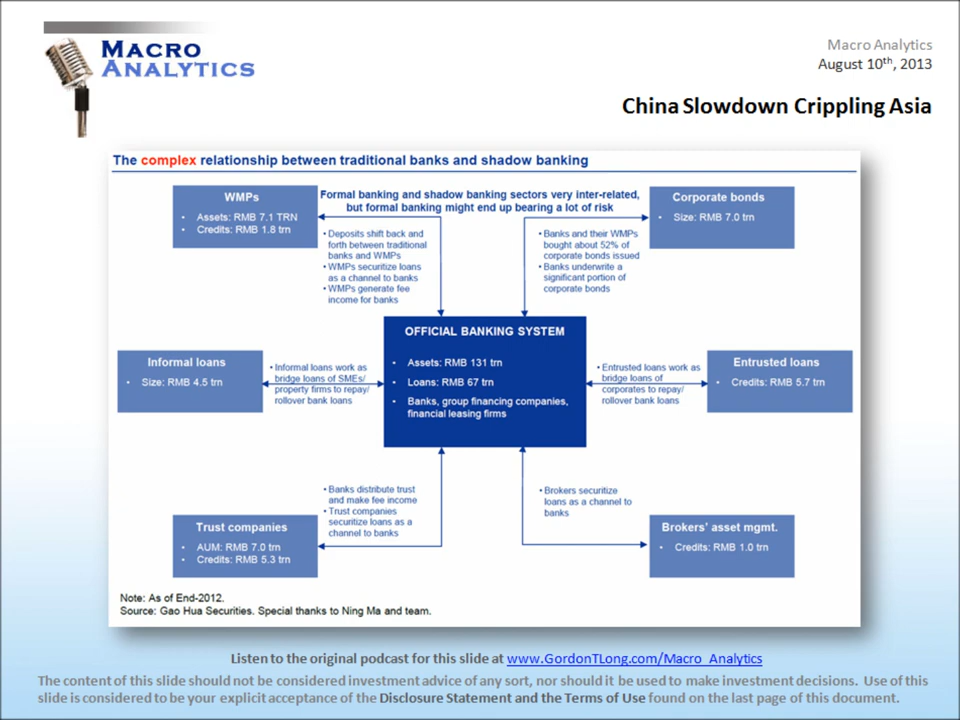 MACRO
ANALYTICS
Macro Analytics
August 10th, 2013
China Slowdown Crippling Asia
The complex relationship between traditional banks and shadow banking
WMPs
• Assets: RMB 7.1 TRN
• Credits: RMB 1.8 trn
Formal banking and shadow banking sectors very inter-related,
but formal banking might end up bearing a lot of risk
Corporate bonds
• Size: RMB 7.0 trn
• Deposits shift back and
forth between traditional
banks and WMPs
• WMPs securitize loans
as a channel to banks
• WMPs generate fee
income for banks
• Banks and their WMPs
bought about 52% of
corporate bonds issued
• Banks underwrite a
significant portion of
corporate bonds
OFFICIAL BANKING SYSTEM
• Assets: RMB 131 trn
• Loans: RMB 67 trn
• Banks, group financing companies,
financial leasing firms
Informal loans
• Size: RMB 4.5 trn
• Informal loans work as
bridge loans of SMEs/
property firms to repay/
rollover bank loans
• Entrusted loans work as
bridge loans of
corporates to repay/
rollover bank loans
Entrusted loans
• Credits: RMB 5.7 trn
• Banks distribute trust
and make fee income
• Trust companies
securitize loans as a
channel to banks
• Brokers securitize
loans as a channel to
banks
Trust companies
• AUM: RMB 7.0 trn
• Credits: RMB 5.3 trn
Brokers' asset mgmt.
• Credits: RMB 1.0 trn
Note: As of End-2012.
Source: Gao Hua Securities. Special thanks to Ning Ma and team.
Listen to the original podcast for this slide at www.GordonTLong.com/Macro_Analytics
The content of this slide should not be considered investment advice of any sort, nor should it be used to make investment decisions. Use of this
slide is considered to be your explicit acceptance of the Disclosure Statement and the Terms of Use found on the last page of this document.